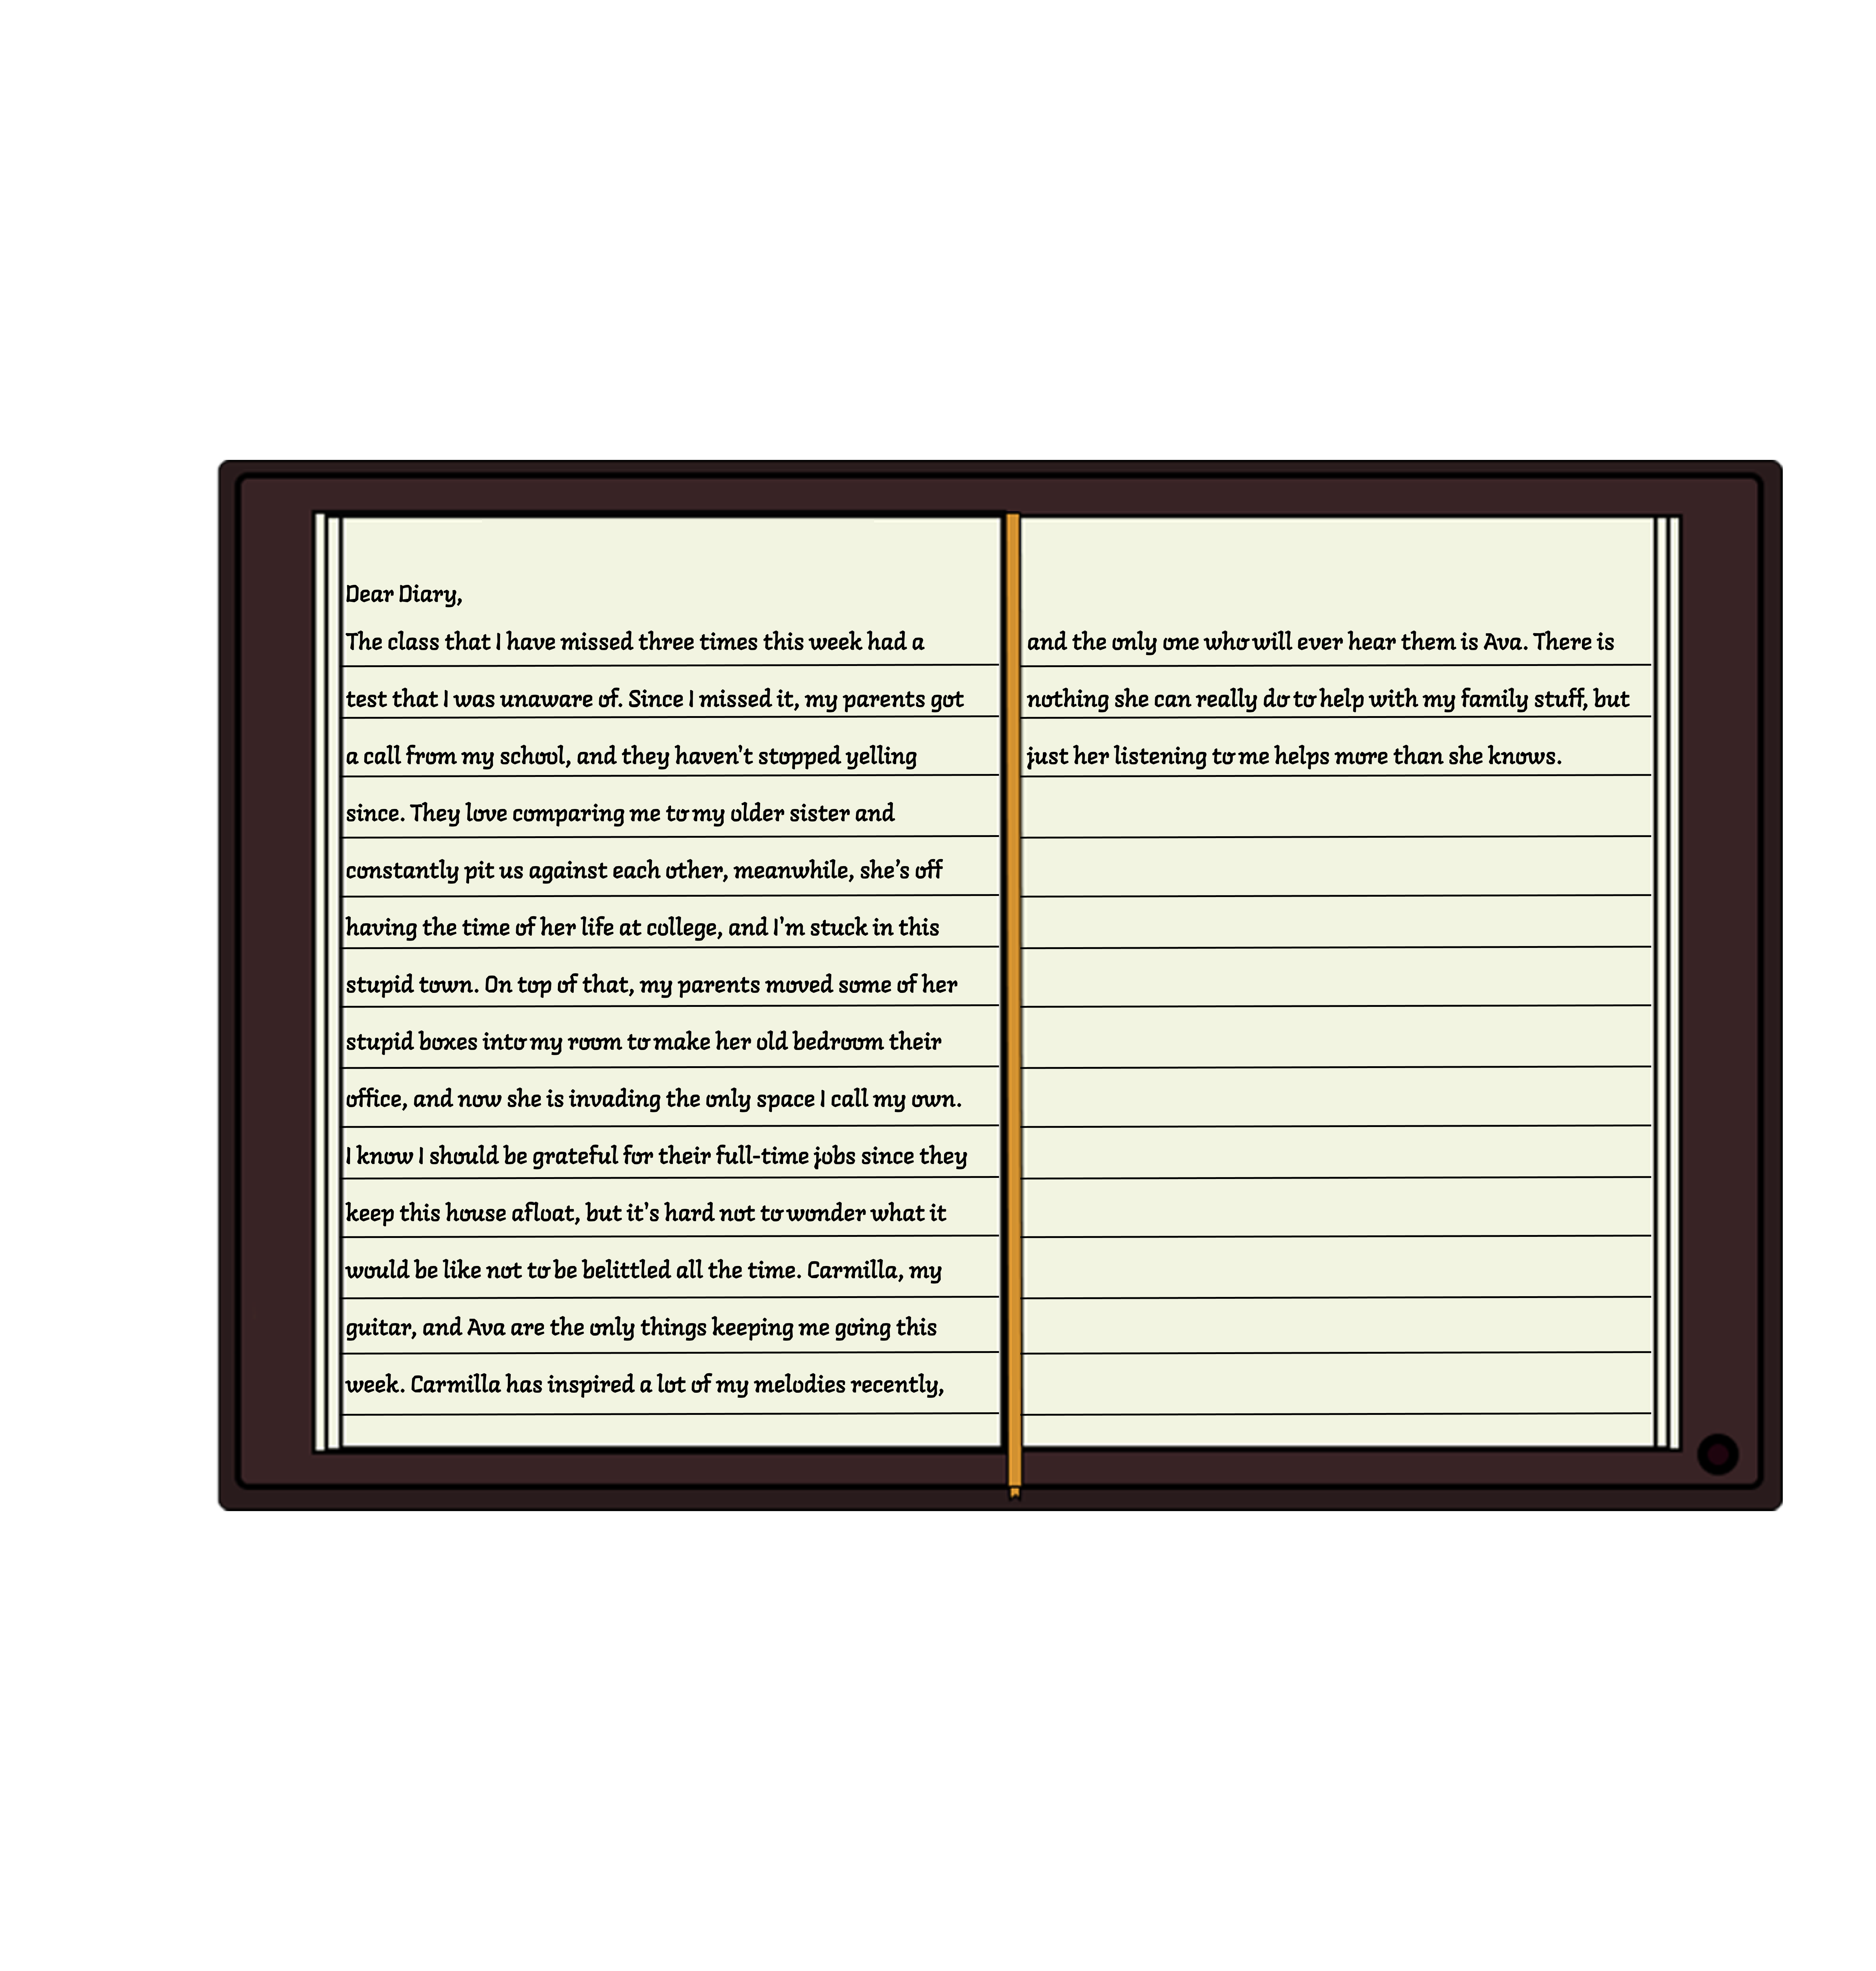 Dear Diary,
The class that I have missed three times this week had a
test that I was unaware of. Since I missed it, my parents got
a call from my school, and they haven't stopped yelling
since. They love comparing me to my older sister and
constantly pit us against each other, meanwhile, she's off
having the time of her life at college, and I'm stuck in this
stupid town. On top of that, my parents moved some of her
stupid boxes into my room to make her old bedroom their
office, and now she is invading the only space I call my own.
I know I should be grateful for their full-time jobs since they
keep this house afloat, but it's hard not to wonder what it
would be like not to be belittled all the time. Carmilla, my
guitar, and Ava are the only things keeping me going this
week. Carmilla has inspired a lot of my melodies recently,
and the only one who will ever hear them is Ava. There is
nothing she can really do to help with my family stuff, but
just her listening to me helps more than she knows.